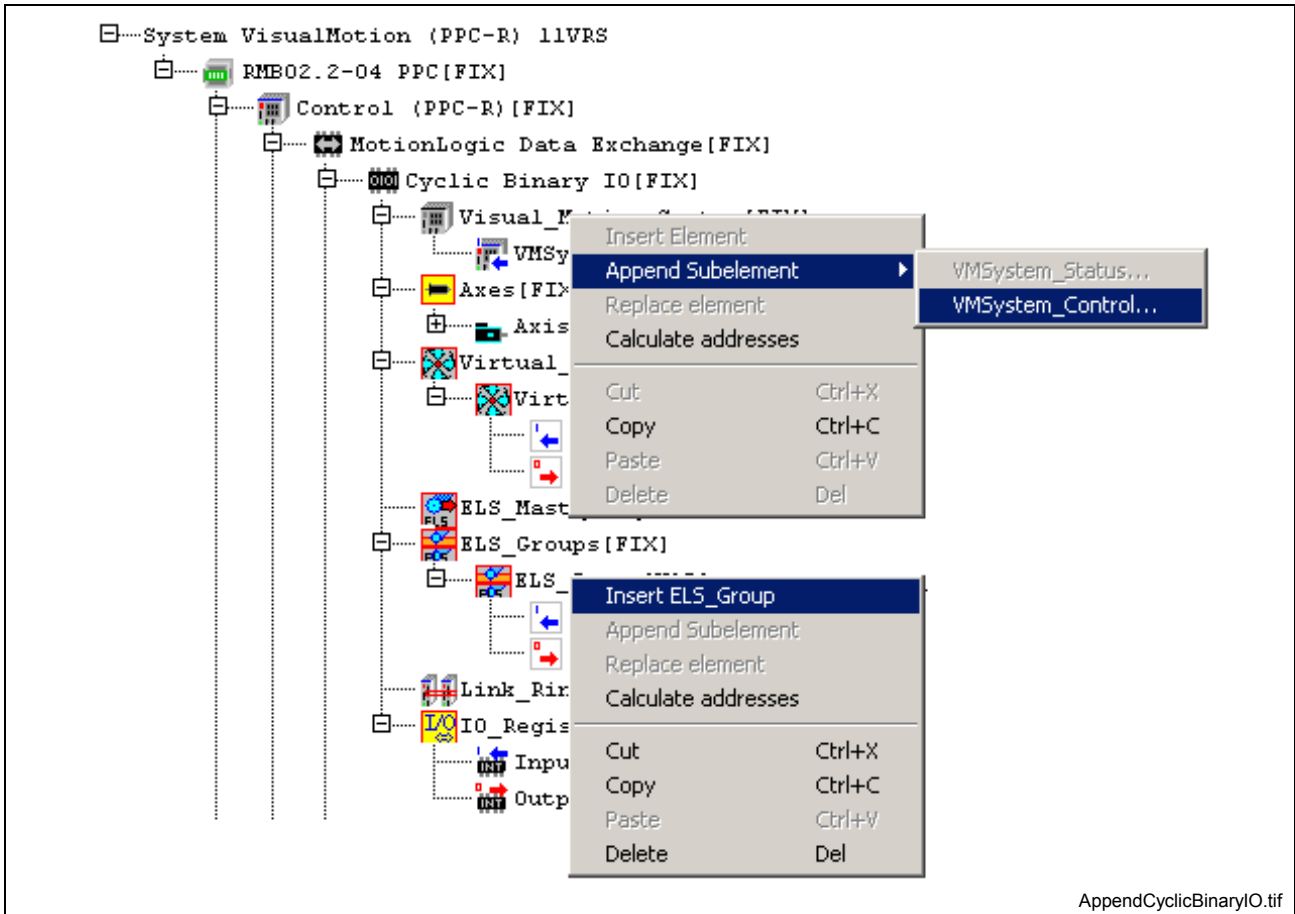 System VisualMotion (PPC-R) 11VRS
RMB02.2-04 PPC[FIX]
Control (PPC-R)[FIX]
MotionLogic Data Exchange[FIX]
Cyclic Binary IO[FIX]
Visual_M
VMSy
Axes[FIX
Axis
Virtual_
Virt
ELS_Mast
ELS_Groups[FIX]
ELS_
Link_Rin
IO_Regis
Inpu
Outp
Insert Element
Append Subelement
Replace element
Calculate addresses
Cut Ctrl+X
Copy Ctrl+C
Paste Ctrl+V
Delete Del
VMSystem_Status...
VMSystem_Control...
Insert ELS_Group
Append Subelement
Replace element
Calculate addresses
Cut Ctrl+X
Copy Ctrl+C
Paste Ctrl+V
Delete Del
AppendCyclicBinaryIO.tif